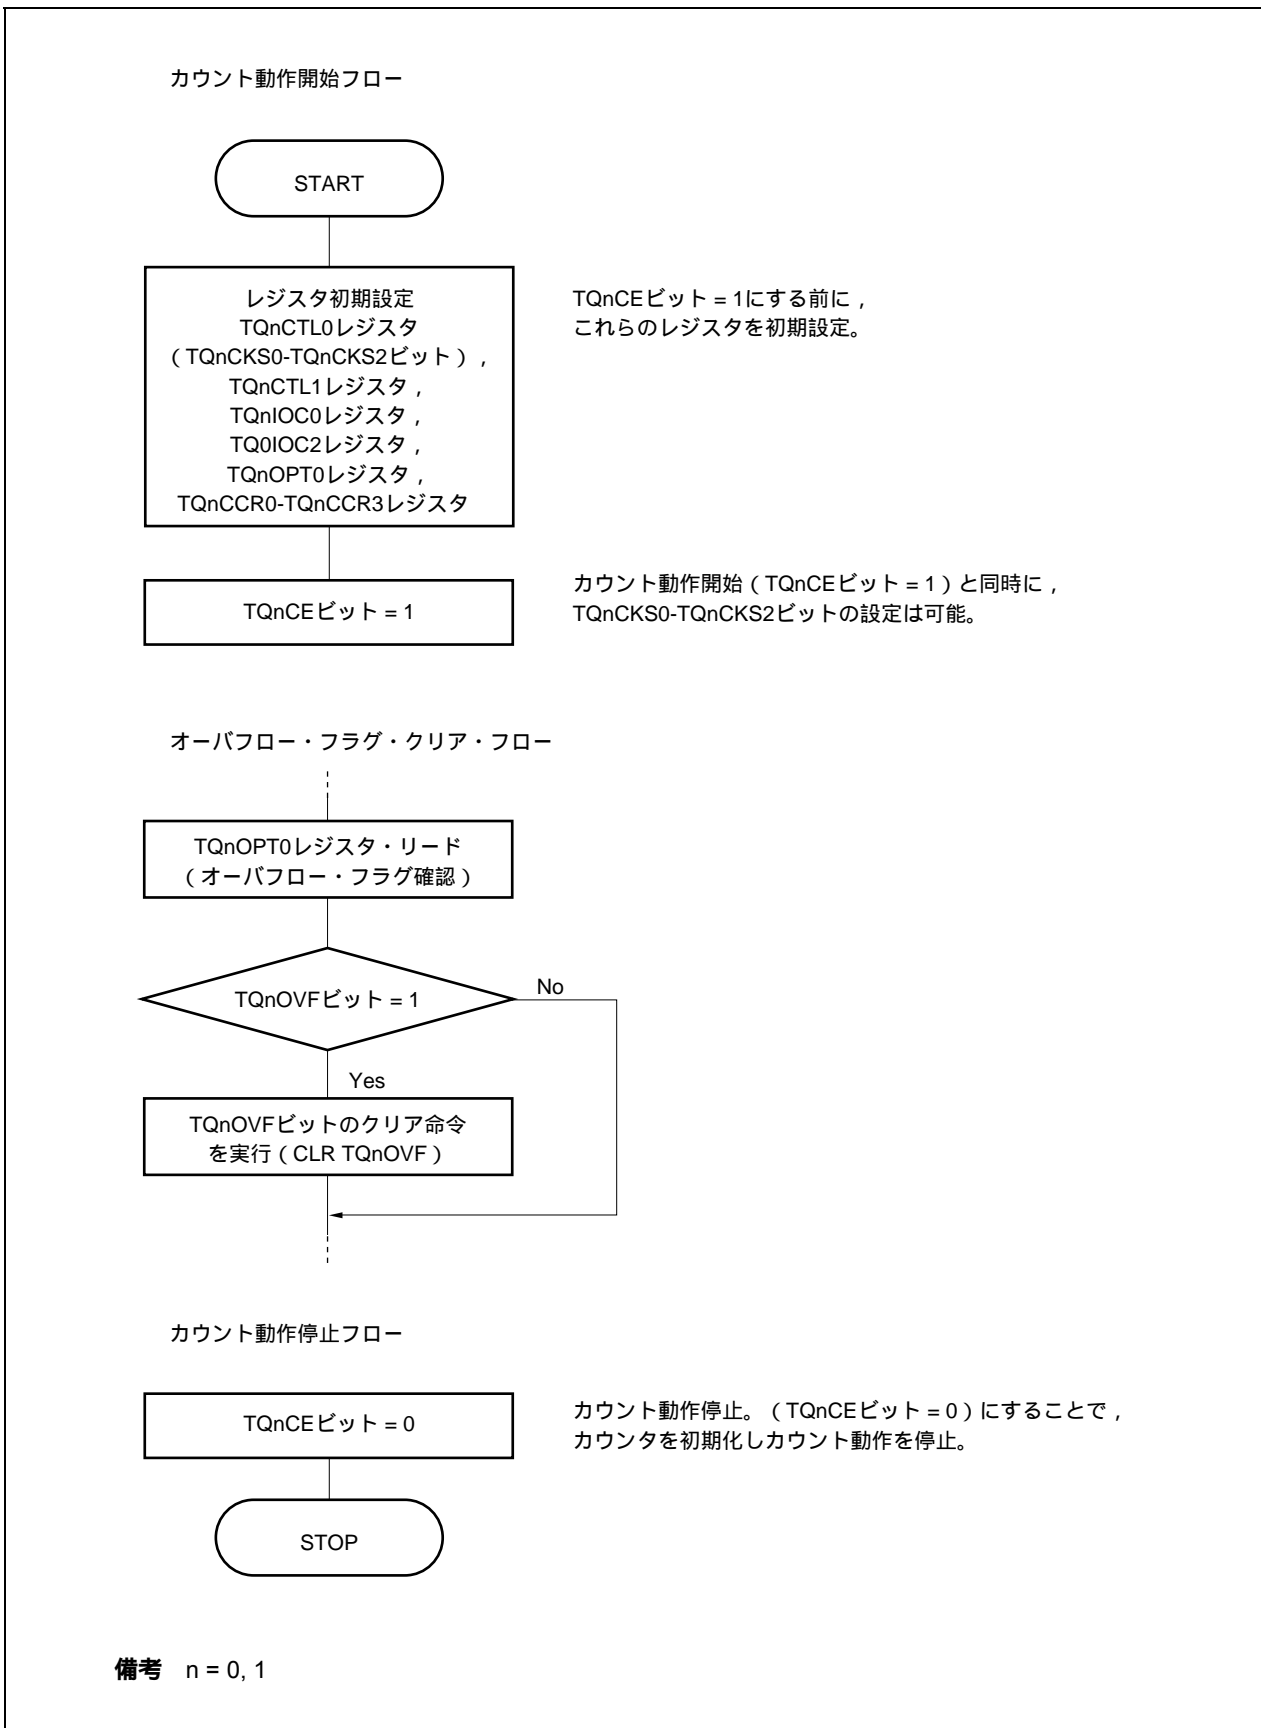 カウント動作開始フロー
START
レジスタ初期設定
TQnCTL0レジスタ
（TQnCKS0-TQnCKS2ビット），
TQnCTL1レジスタ，
TQnIOC0レジスタ，
TQ0IOC2レジスタ，
TQnOPT0レジスタ，
TQnCCR0-TQnCCR3レジスタ
TQnCEビット = 1にする前に，
これらのレジスタを初期設定。
TQnCEビット = 1
カウント動作開始（TQnCEビット = 1）と同時に，
TQnCKS0-TQnCKS2ビットの設定は可能。
オーバフロー・フラグ・クリア・フロー
TQnOPT0レジスタ・リード
（オーバフロー・フラグ確認）
TQnOVFビット = 1
No
Yes
TQnOVFビットのクリア命令
を実行（CLR TQnOVF）
カウント動作停止フロー
TQnCEビット = 0
カウント動作停止。（TQnCEビット = 0）にすることで，
カウンタを初期化しカウント動作を停止。
STOP
備考 n = 0, 1